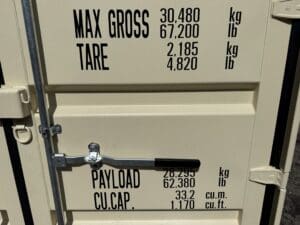 MAX GROSS 30,480 kg
67,200 lb
TARE 2.185 kg
4,820 lb
PAYLOAD 28,295 kg
62,380 lb
CU.CAP. 33.2 cu.m.
1,170 cu.ft.